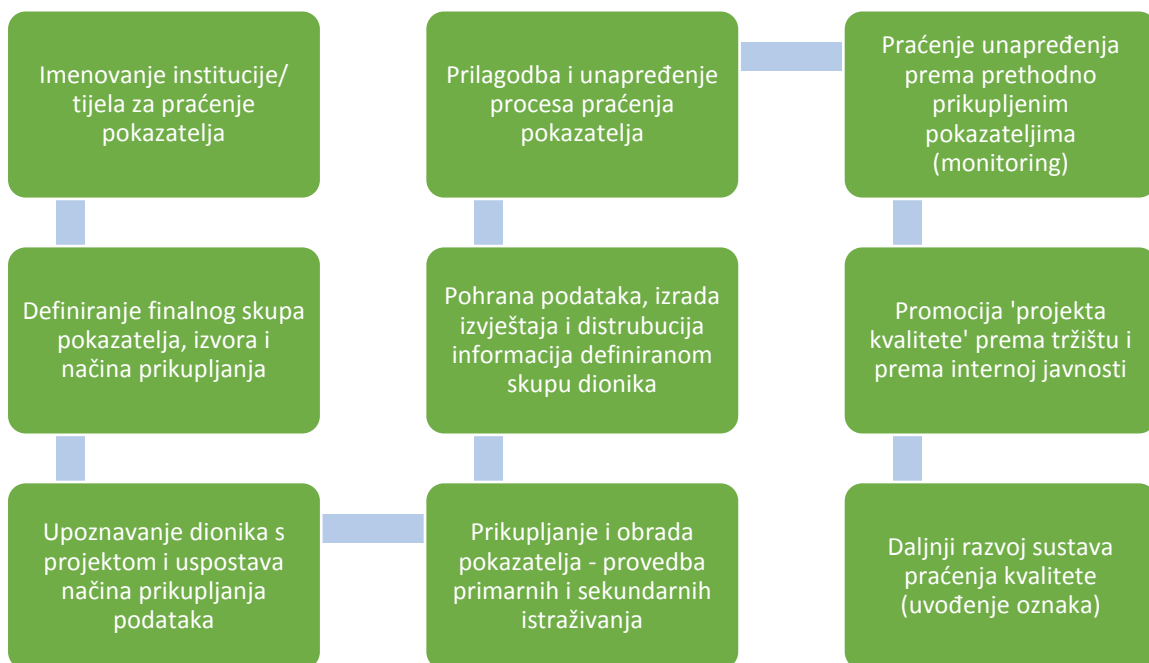 Imenovanje institucije/
tijela za praćenje
pokazatelja
Definiranje finalnog skupa
pokazatelja, izvora i
načina prikupljanja
Upoznavanje dionika s
projektom i uspostava
načina prikupljanja
podataka
Prikupljanje i obrada
pokazatelja - provedba
primarnih i sekundarnih
istraživanja
Pohrana podataka, izrada
izvještaja i distrubucija
informacija definiranom
skupu dionika
Prilagodba i unapređenje
procesa praćenja
pokazatelja
Praćenje unapređenja
prema prethodno
prikupljenim
pokazateljima
(monitoring)
Promocija 'projekta
kvalitete' prema tržištu i
prema internoj javnosti
Daljnji razvoj sustava
praćenja kvalitete
(uvođenje oznaka)